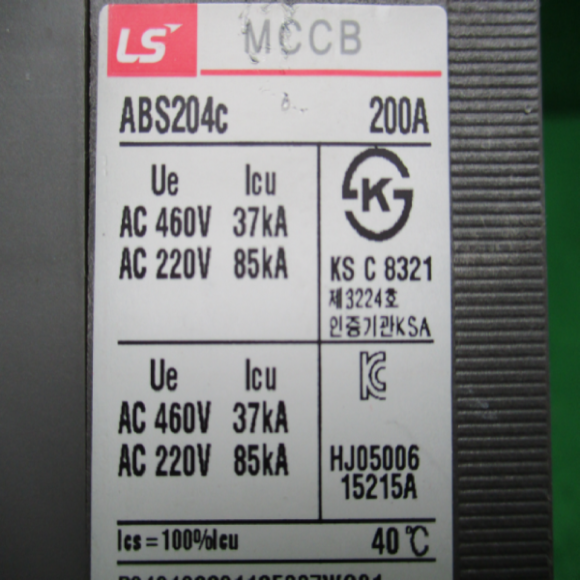 LS MCCB
ABS204c 200A
Ue Icu
AC 460V 37kA
AC 220V 85kA
KS C 8321
제3224호
인증기관KSA
Ue Icu
AC 460V 37kA
AC 220V 85kA
HJ05006
15215A
Ics=100%Icu 40℃